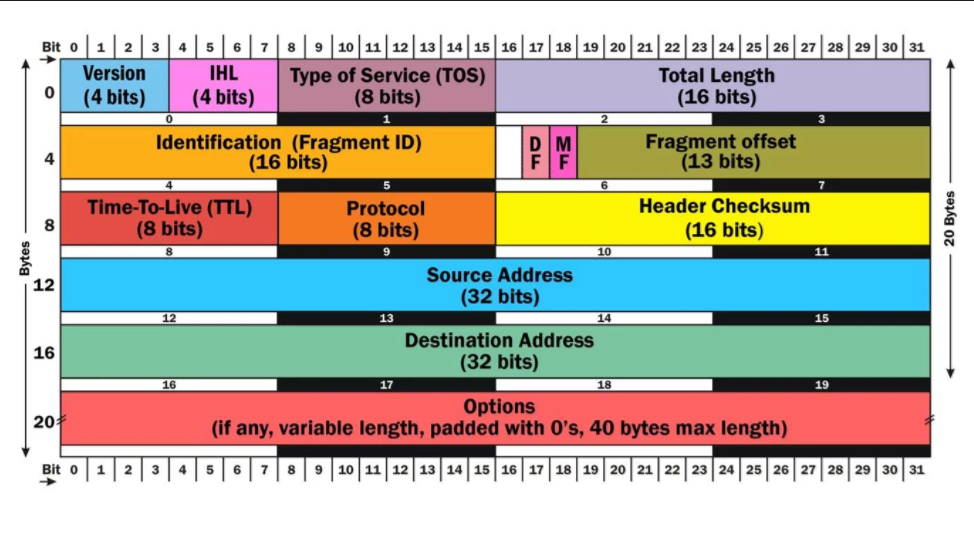 Bit 0 1 2 3 4 5 6 7 8 9 10 11 12 13 14 15 16 17 18 19 20 21 22 23 24 25 26 27 28 29 30 31
Version IHL Type of Service (TOS) Total Length
0 (4 bits) (4 bits) (8 bits) (16 bits)
0 1 2 3
Identification (Fragment ID) D M Fragment offset
4 (16 bits) F F (13 bits)
4 5 6 7
Time-To-Live (TTL) Protocol Header Checksum
8 (8 bits) (8 bits) (16 bits)
8 9 10 11
Source Address
12 (32 bits)
12 13 14 15
Destination Address
16 (32 bits)
16 17 18 19
Options
20 (if any, variable length, padded with 0's, 40 bytes max length)
Bit 0 1 2 3 4 5 6 7 8 9 10 11 12 13 14 15 16 17 18 19 20 21 22 23 24 25 26 27 28 29 30 31
Bytes
20 Bytes